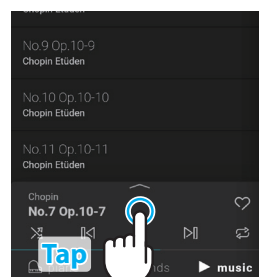 Chopin Etüden
No.9 Op.10-9
Chopin Etüden
No.10 Op.10-10
Chopin Etüden
No.11 Op.10-11
Chopin Etüden
Chopin
No.7 Op.10-7
Tap
music